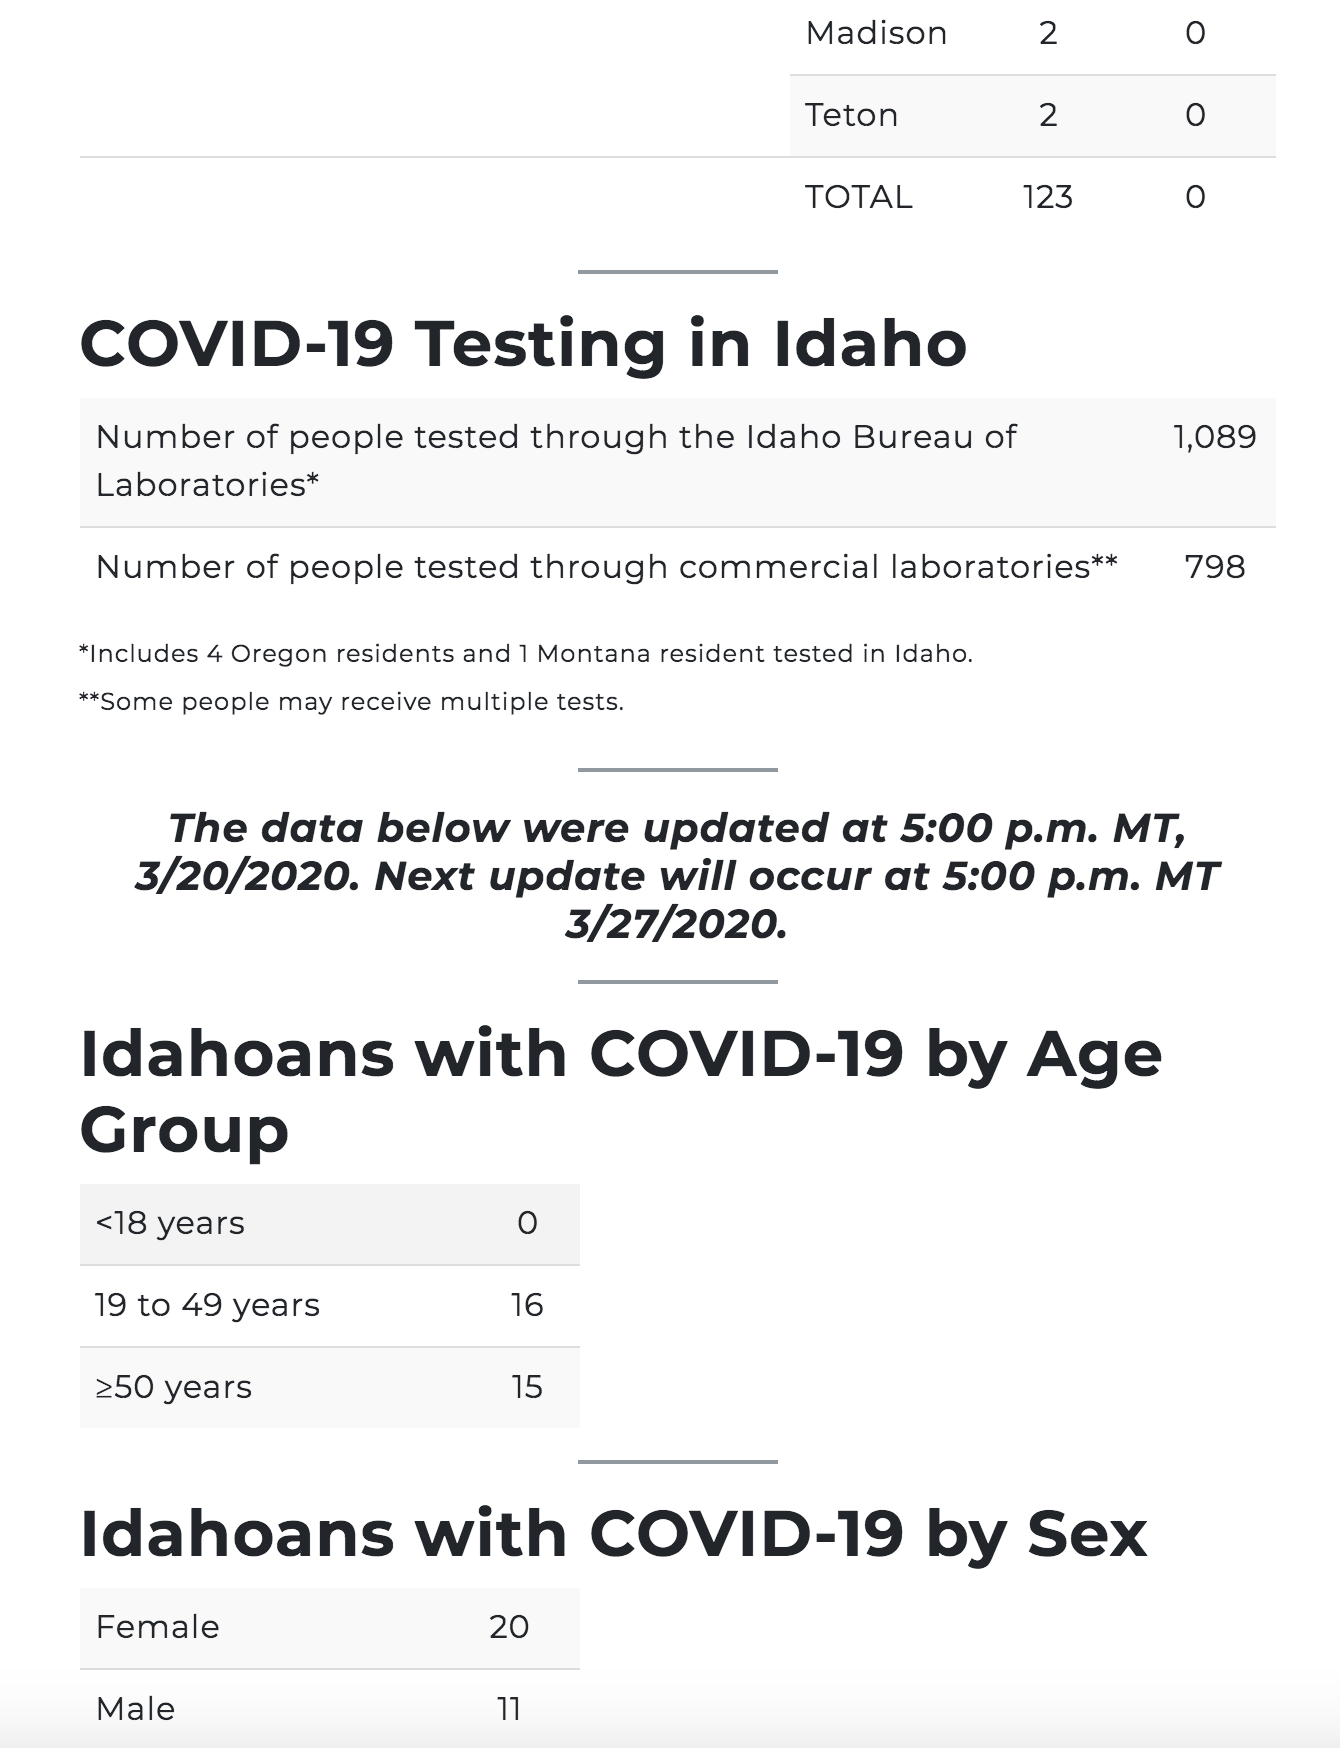 Madison 2 0
Teton 2 0
TOTAL 123 0
COVID-19 Testing in Idaho
Number of people tested through the Idaho Bureau of 1,089
Laboratories*
Number of people tested through commercial laboratories** 798
*Includes 4 Oregon residents and 1 Montana resident tested in Idaho.
**Some people may receive multiple tests.
The data below were updated at 5:00 p.m. MT,
3/20/2020. Next update will occur at 5:00 p.m. MT
3/27/2020.
Idahoans with COVID-19 by Age
Group
<18 years 0
19 to 49 years 16
≥50 years 15
Idahoans with COVID-19 by Sex
Female 20
Male 11